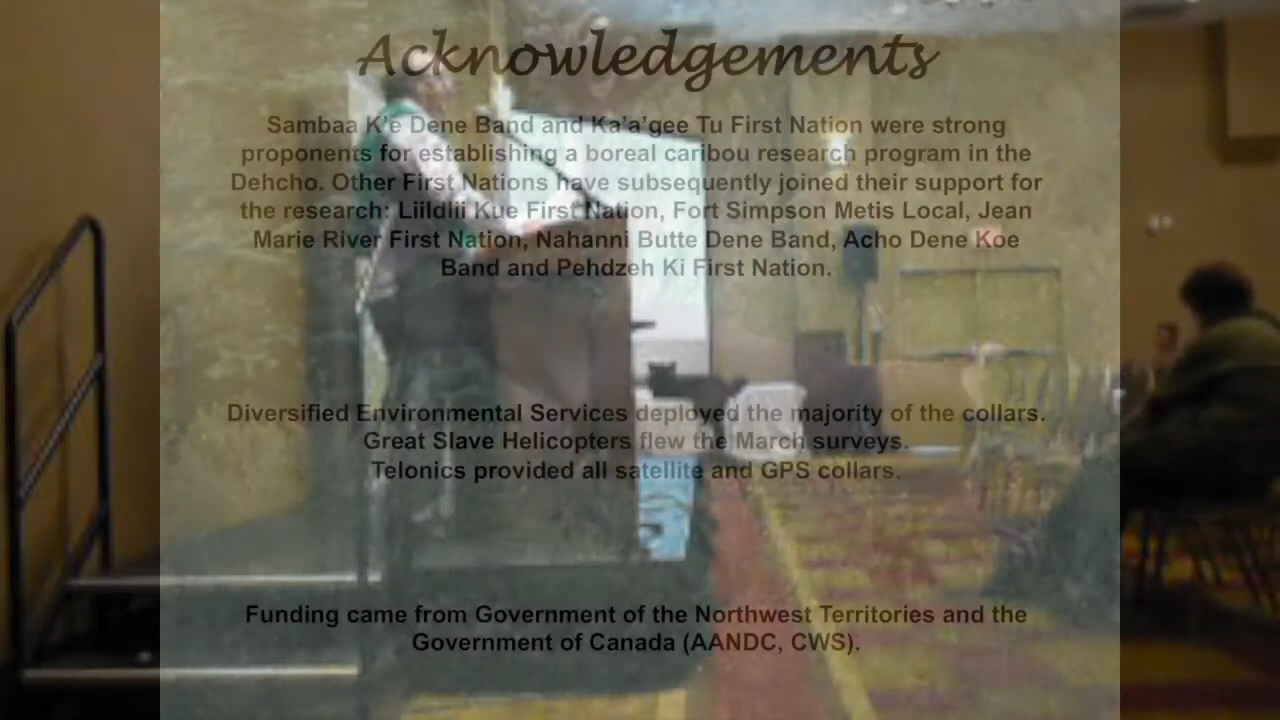 Acknowledgements
Sambaa K'e Dene Band and Ka'a'gee Tu First Nation were strong
proponents for establishing a boreal caribou research program in the
Dehcho. Other First Nations have subsequently joined their support for
the research: Liildlii Kue First Nation, Fort Simpson Metis Local, Jean
Marie River First Nation, Nahanni Butte Dene Band, Acho Dene Koe
Band and Pehdzeh Ki First Nation.
Diversified Environmental Services deployed the majority of the collars.
Great Slave Helicopters flew the March surveys.
Telonics provided all satellite and GPS collars.
Funding came from Government of the Northwest Territories and the
Government of Canada (AANDC, CWS).